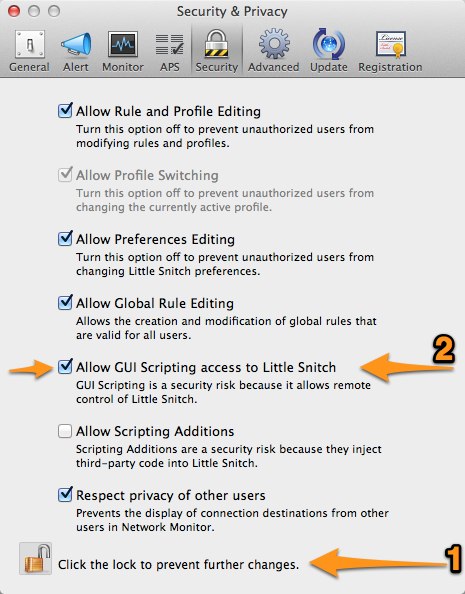 Security & Privacy
General Alert Monitor APS Security Advanced Update Registration
Allow Rule and Profile Editing
Turn this option off to prevent unauthorized users from
modifying rules and profiles.
Allow Profile Switching
Turn this option off to prevent unauthorized users from
changing the currently active profile.
Allow Preferences Editing
Turn this option off to prevent unauthorized users from
changing Little Snitch preferences.
Allow Global Rule Editing
Allows the creation and modification of global rules that
are valid for all users.
2
Allow GUI Scripting access to Little Snitch
GUI Scripting is a security risk because it allows remote
control of Little Snitch.
Allow Scripting Additions
Scripting Additions are a security risk because they inject
third-party code into Little Snitch.
Respect privacy of other users
Prevents the display of connection destinations from other
users in Network Monitor.
Click the lock to prevent further changes. 1